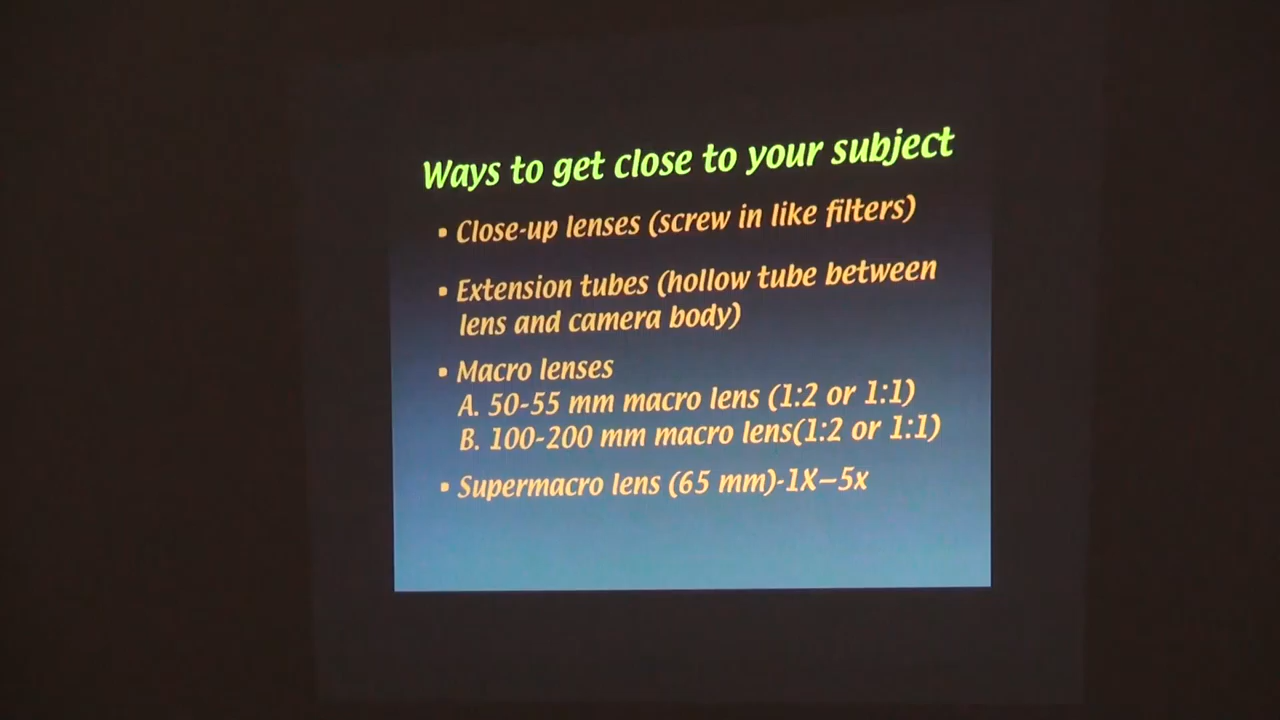 Ways to get close to your subject
▪ Close-up lenses (screw in like filters)
▪ Extension tubes (hollow tube between
lens and camera body)
▪ Macro lenses
A. 50-55 mm macro lens (1:2 or 1:1)
B. 100-200 mm macro lens(1:2 or 1:1)
▪ Supermacro lens (65 mm)-1X–5x